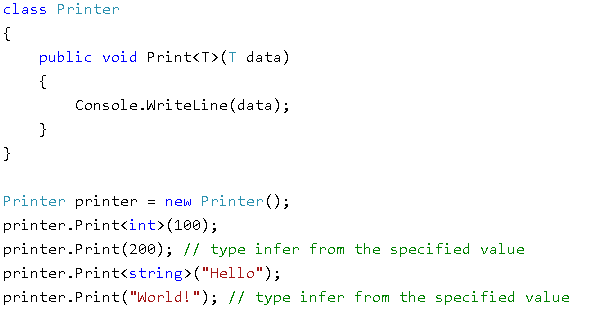 class Printer
{
    public void Print<T>(T data)
    {
        Console.WriteLine(data);
    }
}

Printer printer = new Printer();
printer.Print<int>(100);
printer.Print(200); // type infer from the specified value
printer.Print<string>("Hello");
printer.Print("World!"); // type infer from the specified value